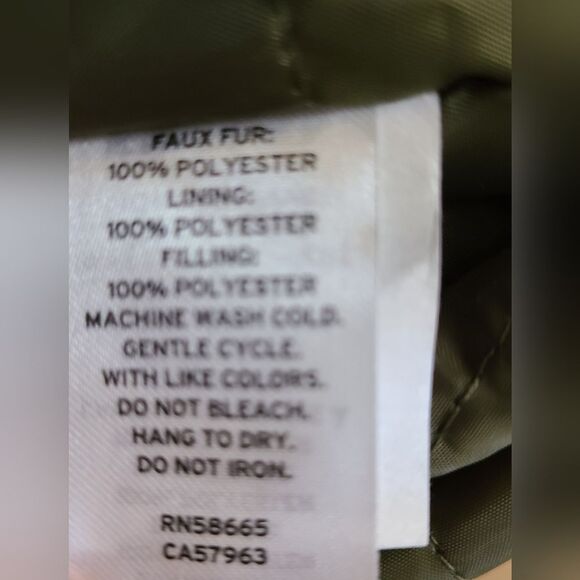 FAUX FUR:
100% POLYESTER
LINING:
100% POLYESTER
FILLING:
100% POLYESTER
MACHINE WASH COLD.
GENTLE CYCLE.
WITH LIKE COLORS.
DO NOT BLEACH.
HANG TO DRY.
DO NOT IRON.
RN58665
CA57963